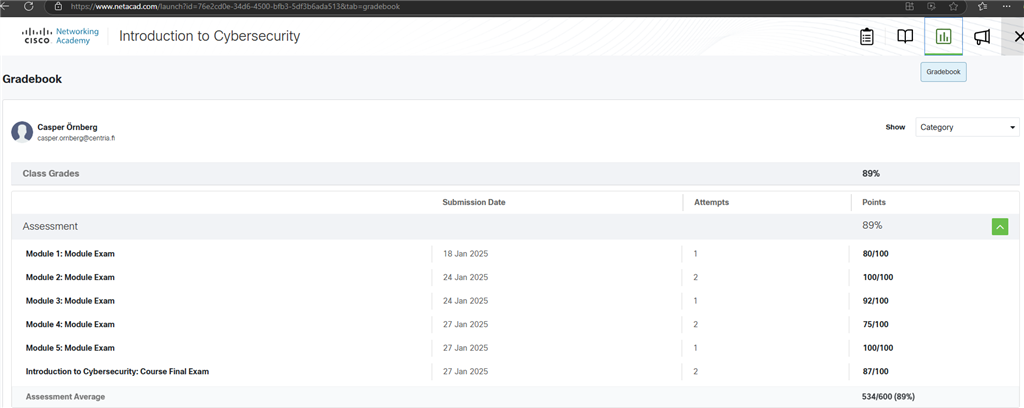 https://www.netacad.com/launch?id=76e2cd0e-34d6-4500-bfb3-5df3b6ada513&tab=gradebook
CISCO Networking Academy Introduction to Cybersecurity
Gradebook
Gradebook
Casper Örnberg
casper.ornberg@centria.fi
Show Category
Class Grades 89%
Submission Date Attempts Points
Assessment 89%
Module 1: Module Exam 18 Jan 2025 1 80/100
Module 2: Module Exam 24 Jan 2025 2 100/100
Module 3: Module Exam 24 Jan 2025 1 92/100
Module 4: Module Exam 27 Jan 2025 2 75/100
Module 5: Module Exam 27 Jan 2025 1 100/100
Introduction to Cybersecurity: Course Final Exam 27 Jan 2025 2 87/100
Assessment Average 534/600 (89%)